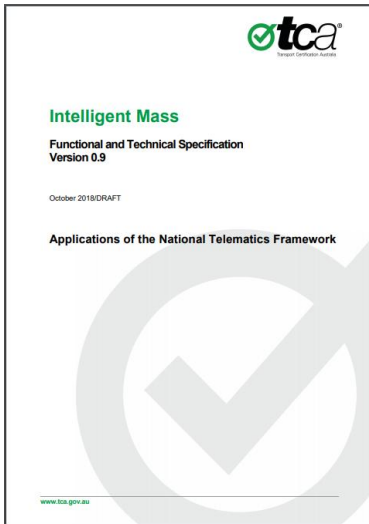 tca
Transport Certification Australia
Intelligent Mass
Functional and Technical Specification
Version 0.9
October 2018/DRAFT
Applications of the National Telematics Framework
www.tca.gov.au